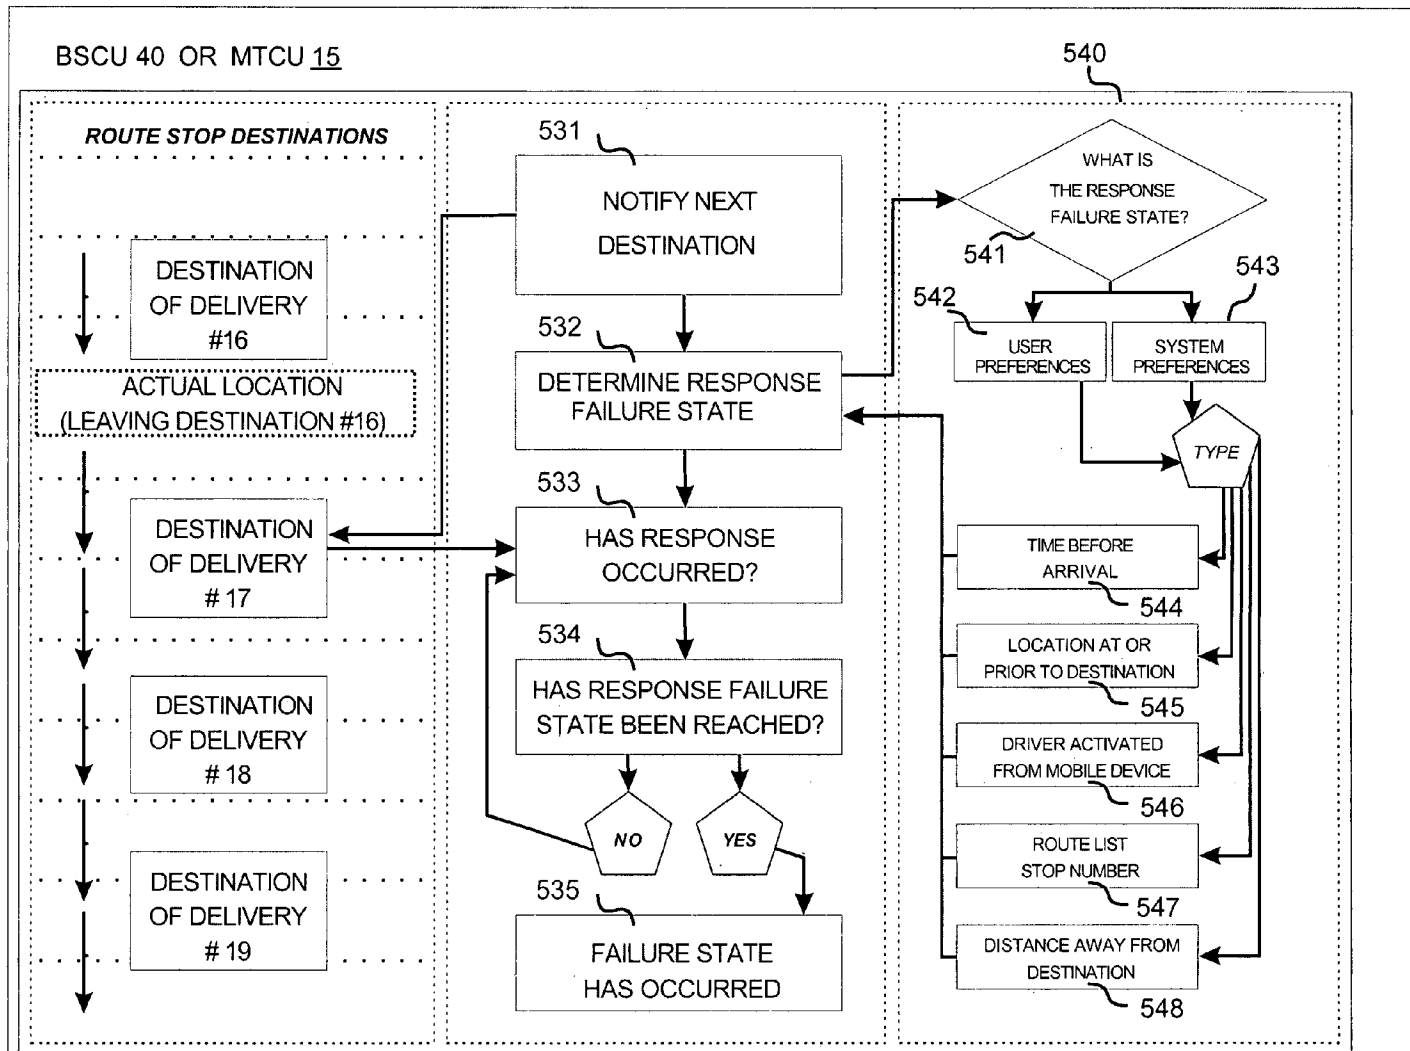 BSCU 40 OR MTCU 15
ROUTE STOP DESTINATIONS
DESTINATION
OF DELIVERY
#16
ACTUAL LOCATION
(LEAVING DESTINATION #16)
DESTINATION
OF DELIVERY
# 17
DESTINATION
OF DELIVERY
# 18
DESTINATION
OF DELIVERY
# 19
531
NOTIFY NEXT
DESTINATION
532
DETERMINE RESPONSE
FAILURE STATE
533
HAS RESPONSE
OCCURRED?
534
HAS RESPONSE FAILURE
STATE BEEN REACHED?
NO
YES
535
FAILURE STATE
HAS OCCURRED
540
WHAT IS
THE RESPONSE
FAILURE STATE?
541
542
USER
PREFERENCES
543
SYSTEM
PREFERENCES
TYPE
TIME BEFORE
ARRIVAL
544
LOCATION AT OR
PRIOR TO DESTINATION
545
DRIVER ACTIVATED
FROM MOBILE DEVICE
546
ROUTE LIST
STOP NUMBER
547
DISTANCE AWAY FROM
DESTINATION
548